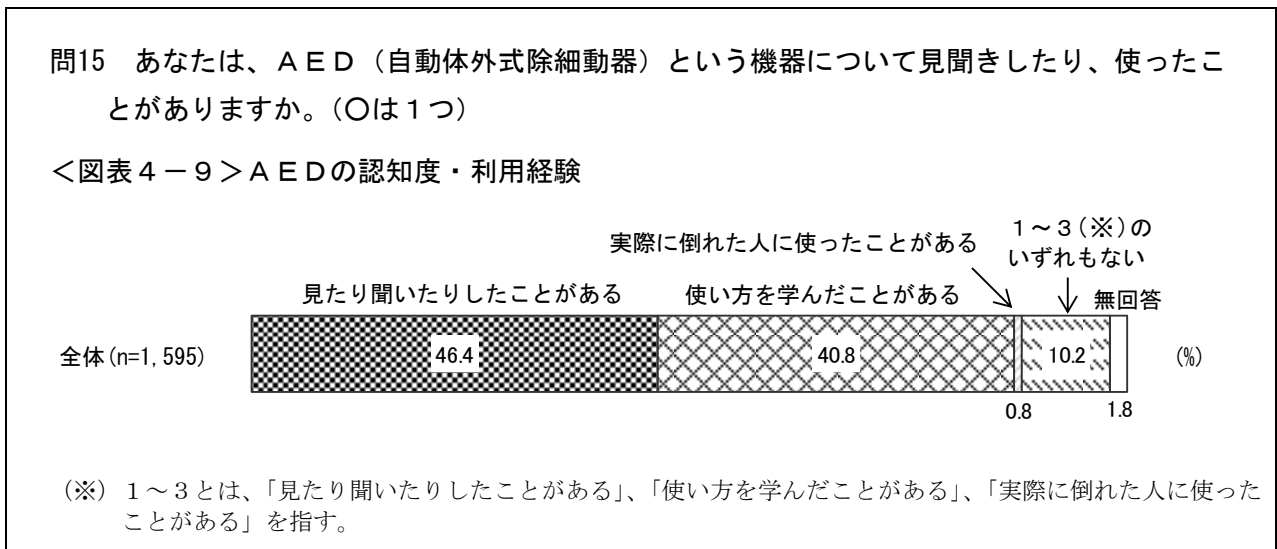 問15　あなたは、ＡＥＤ（自動体外式除細動器）という機器について見聞きしたり、使ったこ
とがありますか。（○は１つ）
＜図表４－９＞ＡＥＤの認知度・利用経験
１～３(※)の
実際に倒れた人に使ったことがある
いずれもない
見たり聞いたりしたことがある
使い方を学んだことがある
無回答
全体(n=1,595)
46.4
40.8
10.2
(%)
0.8
1.8
（※）１～３とは、「見たり聞いたりしたことがある」、「使い方を学んだことがある」、「実際に倒れた人に使った
ことがある」を指す。